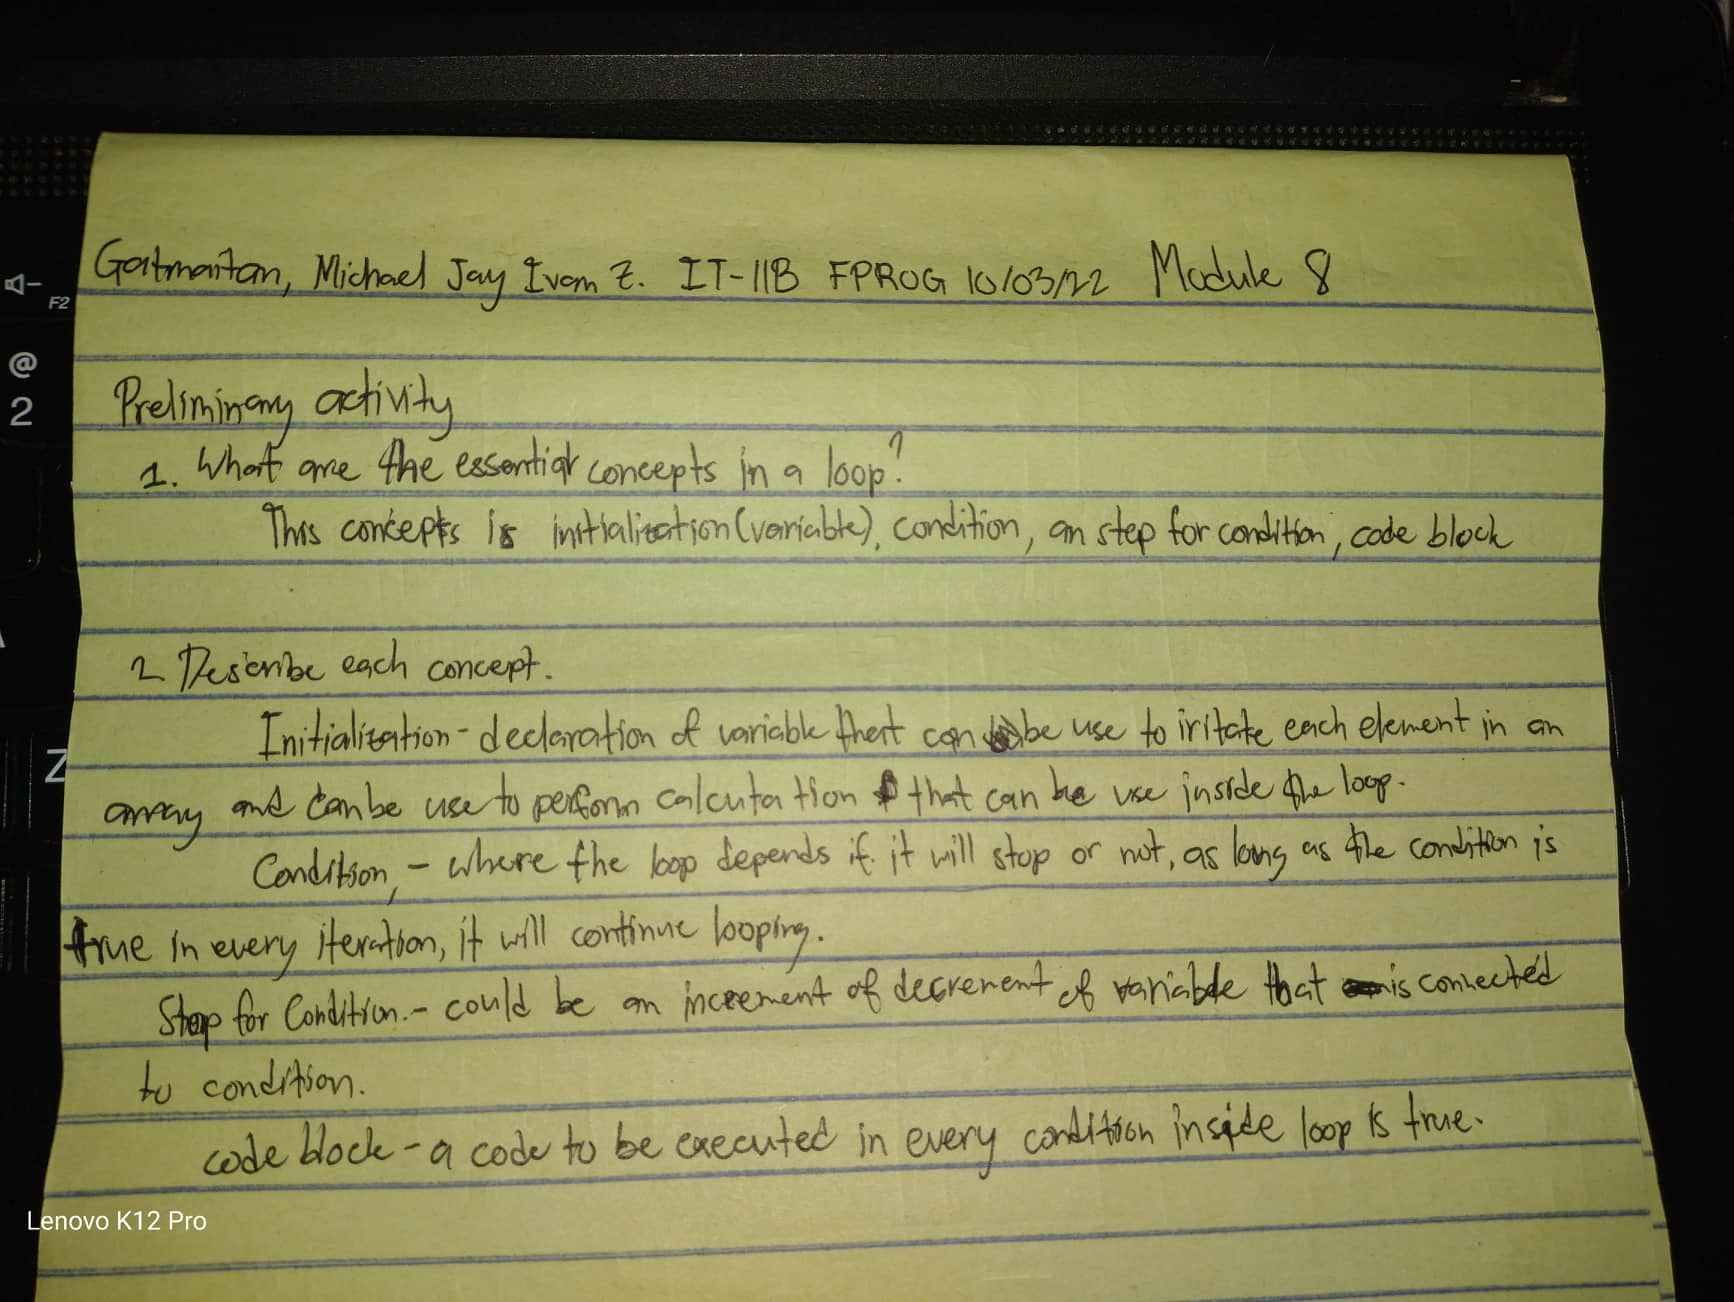 Gatmaitan, Michael Jay Ivan Z. IT-11B FPROG 10/03/22 Module 8
F2
@
2
Preliminary activity
1. What are the essential concepts in a loop?
This concepts is initialization (variable), condition, an step for condition, code block
2 Describe each concept.
Z
Initialization - declaration of variable that can be use to iritate each element in an
array and can be use to perform calculation that can be use inside the loop.
Condition, - where the loop depends if it will stop or not, as long as the condition is
true in every iteration, it will continue looping.
Step for Condition. - could be an increment of decrement of variable that is connected
to condition.
code block - a code to be executed in every condition inside loop is true.
Lenovo K12 Pro